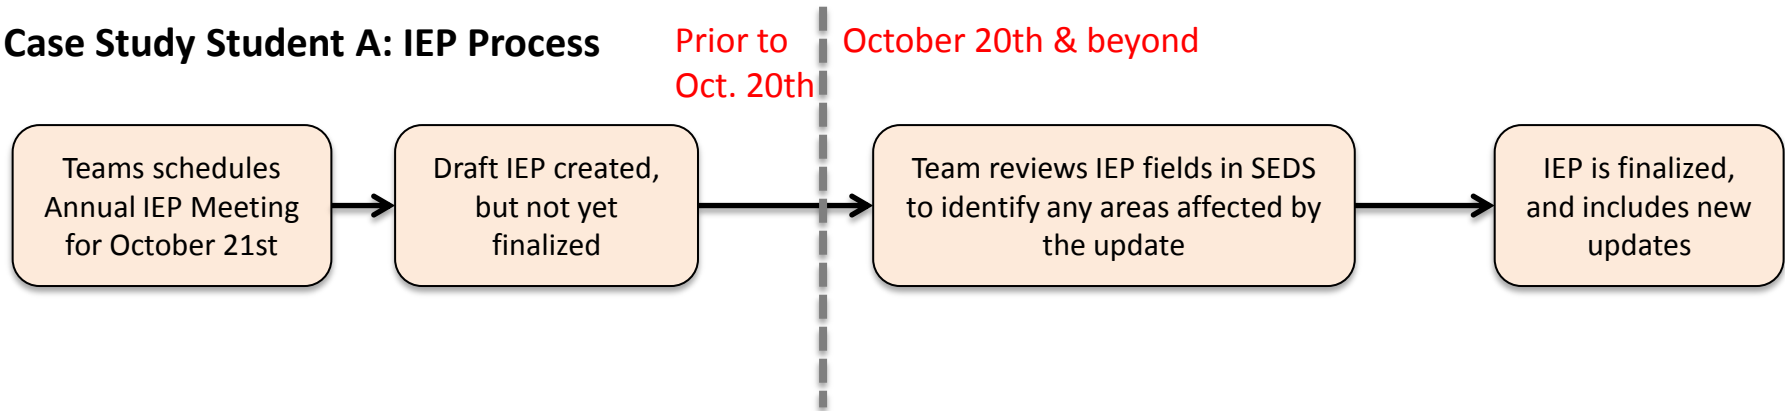 Case Study Student A: IEP Process
Prior to
Oct. 20th
October 20th & beyond
Teams schedules
Annual IEP Meeting
for October 21st
Draft IEP created,
but not yet
finalized
Team reviews IEP fields in SEDS
to identify any areas affected by
the update
IEP is finalized,
and includes new
updates